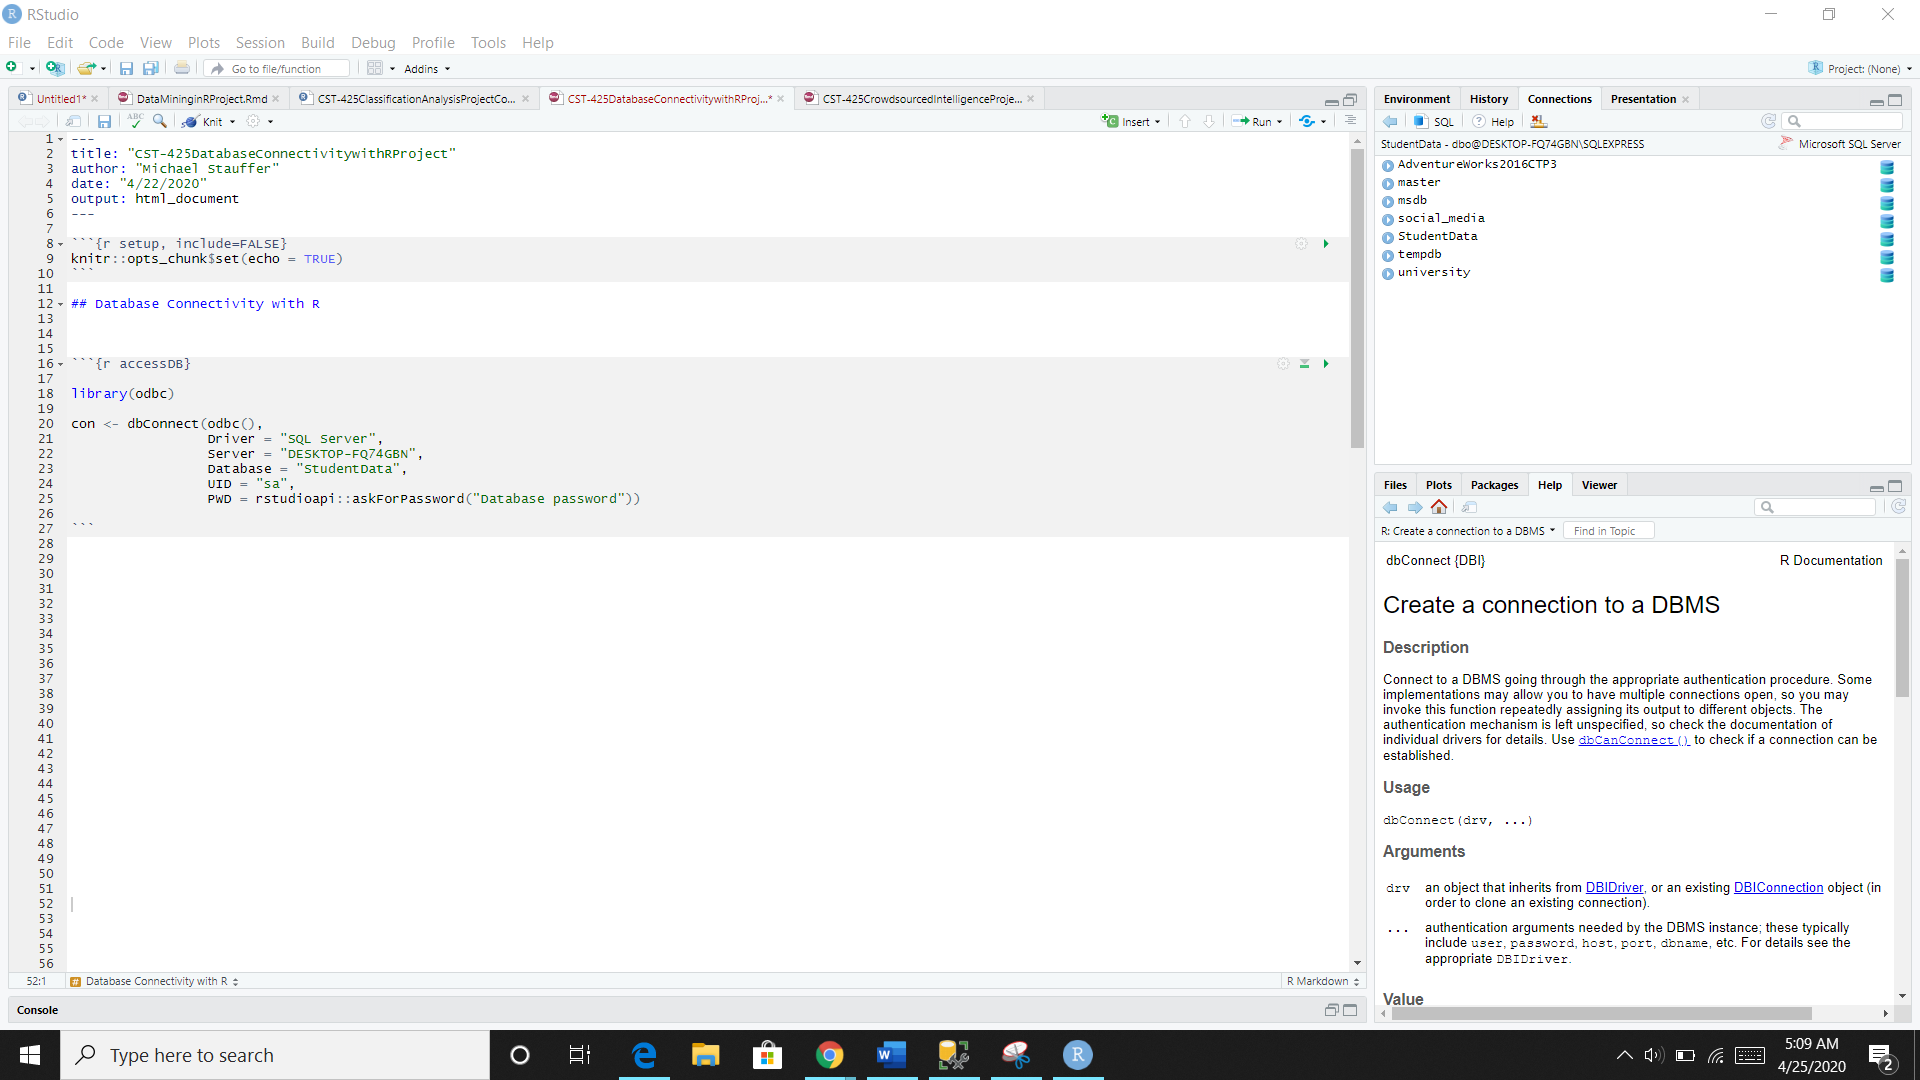 RStudio
File Edit Code View Plots Session Build Debug Profile Tools Help
Go to file/function Addins Project: (None)
Untitled1* DataMininginRProject.Rmd CST-425ClassificationAnalysisProjectCo... CST-425DatabaseConnectivitywithRProj...* CST-425CrowdsourcedIntelligenceProje...
ABC Knit Insert Run
1 ---
2 title: "CST-425DatabaseConnectivitywithRProject"
3 author: "Michael Stauffer"
4 date: "4/22/2020"
5 output: html_document
6 ---
7
8 ```{r setup, include=FALSE}
9 knitr::opts_chunk$set(echo = TRUE)
10 ```
11
12 ## Database Connectivity with R
13
14
15
16 ```{r accessDB}
17
18 library(odbc)
19
20 con <- dbConnect(odbc(),
21 Driver = "SQL Server",
22 Server = "DESKTOP-FQ74GBN",
23 Database = "StudentData",
24 UID = "sa",
25 PWD = rstudioapi::askForPassword("Database password"))
26
27 ```
28
29
30
31
32
33
34
35
36
37
38
39
40
41
42
43
44
45
46
47
48
49
50
51
52
53
54
55
56
52:1 # Database Connectivity with R R Markdown
Console
Environment History Connections Presentation
SQL Help
StudentData - dbo@DESKTOP-FQ74GBN\SQLEXPRESS Microsoft SQL Server
AdventureWorks2016CTP3
master
msdb
social_media
StudentData
tempdb
university
Files Plots Packages Help Viewer
R: Create a connection to a DBMS Find in Topic
dbConnect {DBI} R Documentation
Create a connection to a DBMS
Description
Connect to a DBMS going through the appropriate authentication procedure. Some
implementations may allow you to have multiple connections open, so you may
invoke this function repeatedly assigning its output to different objects. The
authentication mechanism is left unspecified, so check the documentation of
individual drivers for details. Use dbCanConnect() to check if a connection can be
established.
Usage
dbConnect(drv, ...)
Arguments
drv an object that inherits from DBIDriver, or an existing DBIConnection object (in
order to clone an existing connection).
... authentication arguments needed by the DBMS instance; these typically
include user, password, host, port, dbname, etc. For details see the
appropriate DBIDriver.
Value
Type here to search
5:09 AM
4/25/2020
2